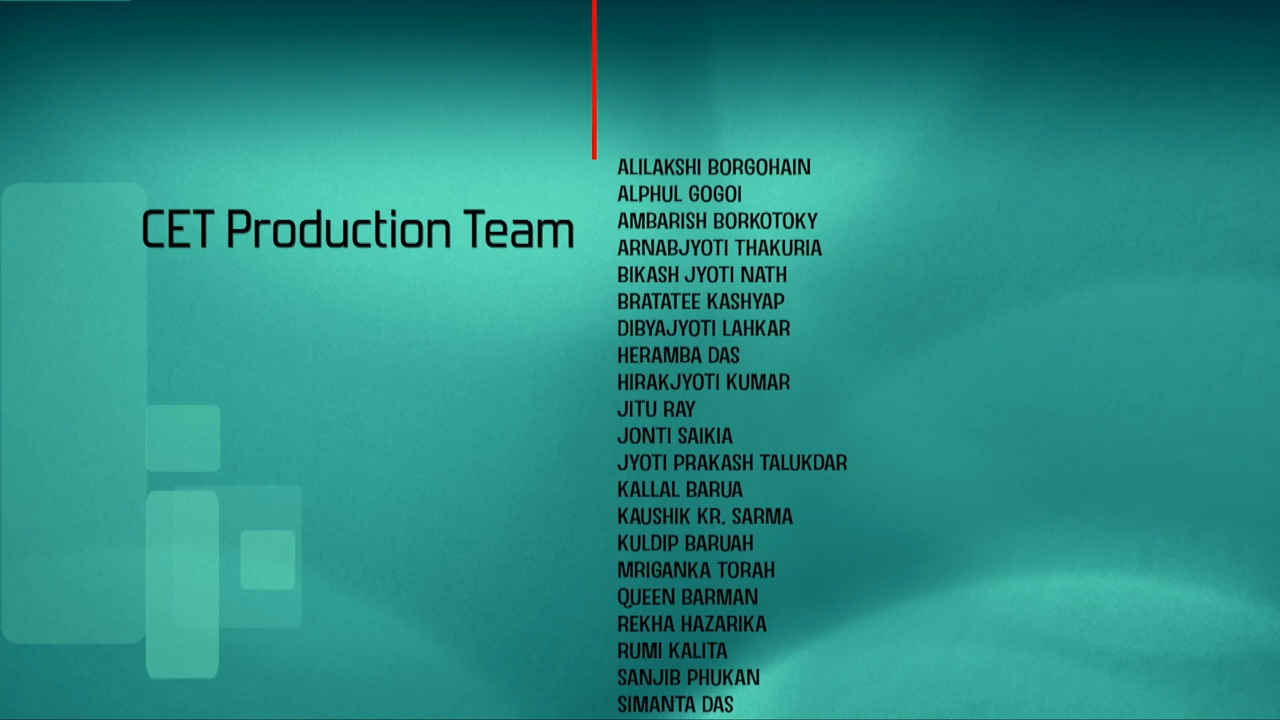 CET Production Team
ALILAKSHI BORGOHAIN
ALPHUL GOGOI
AMBARISH BORKOTOKY
ARNABJYOTI THAKURIA
BIKASH JYOTI NATH
BRATATEE KASHYAP
DIBYAJYOTI LAHKAR
HERAMBA DAS
HIRAKJYOTI KUMAR
JITU RAY
JONTI SAIKIA
JYOTI PRAKASH TALUKDAR
KALLAL BARUA
KAUSHIK KR. SARMA
KULDIP BARUAH
MRIGANKA TORAH
QUEEN BARMAN
REKHA HAZARIKA
RUMI KALITA
SANJIB PHUKAN
SIMANTA DAS